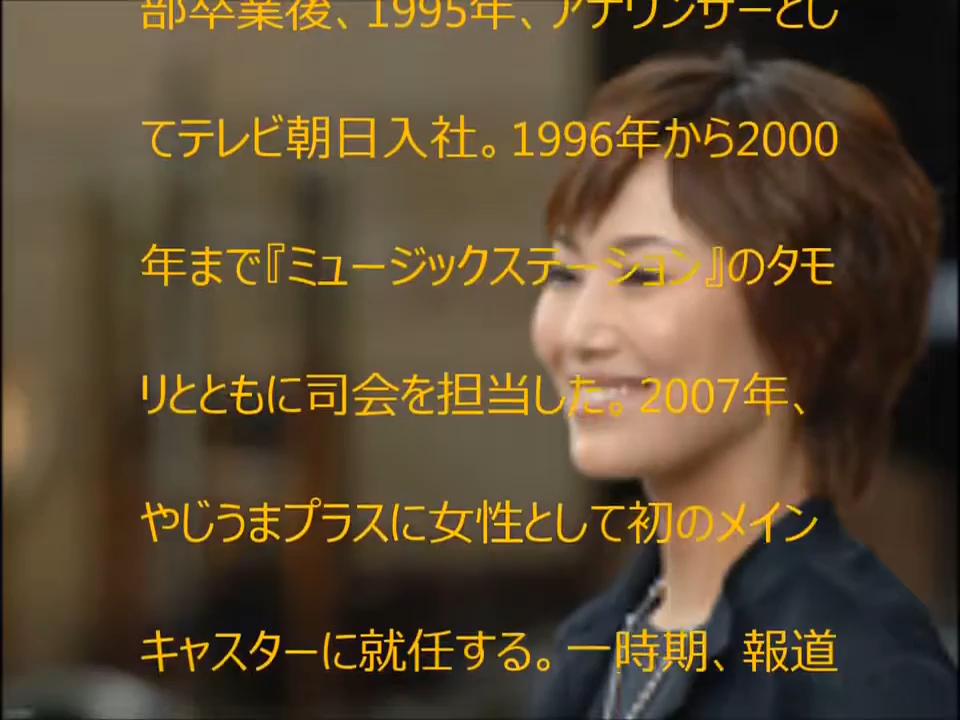 部卒業後、1995年、アナウンサーとし
てテレビ朝日入社。1996年から2000
年まで『ミュージックステーション』のタモ
リとともに司会を担当した。2007年、
やじうまプラスに女性として初のメイン
キャスターに就任する。一時期、報道